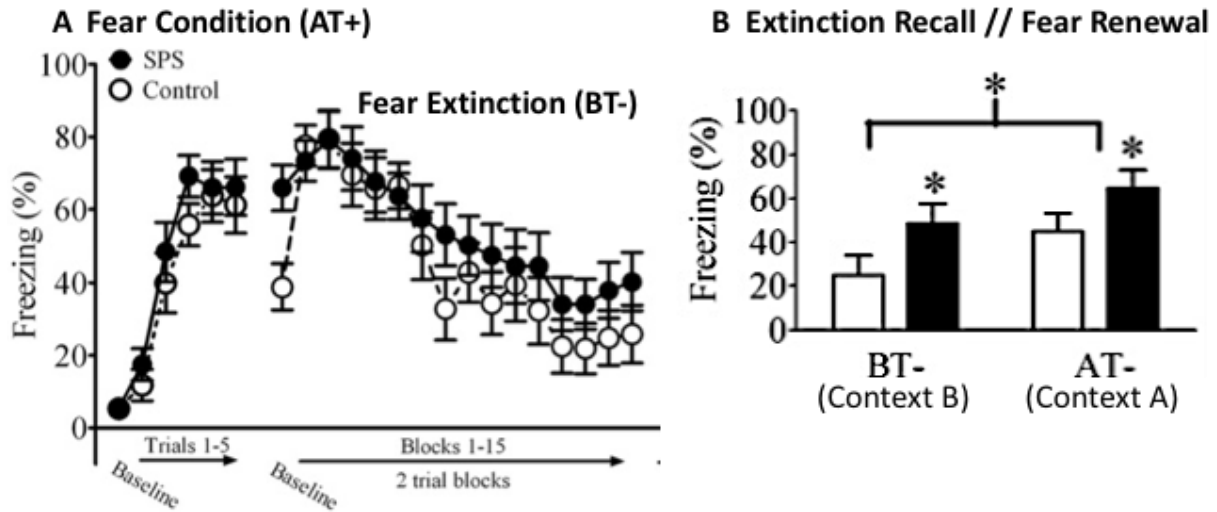 A Fear Condition (AT+)
SPS
Control
Fear Extinction (BT-)
Freezing (%)
100
80
60
40
20
0
Trials 1-5
Blocks 1-15
Baseline
Baseline
2 trial blocks
B Extinction Recall // Fear Renewal
*
*
*
Freezing (%)
100
80
60
40
20
0
BT-
AT-
(Context B)
(Context A)